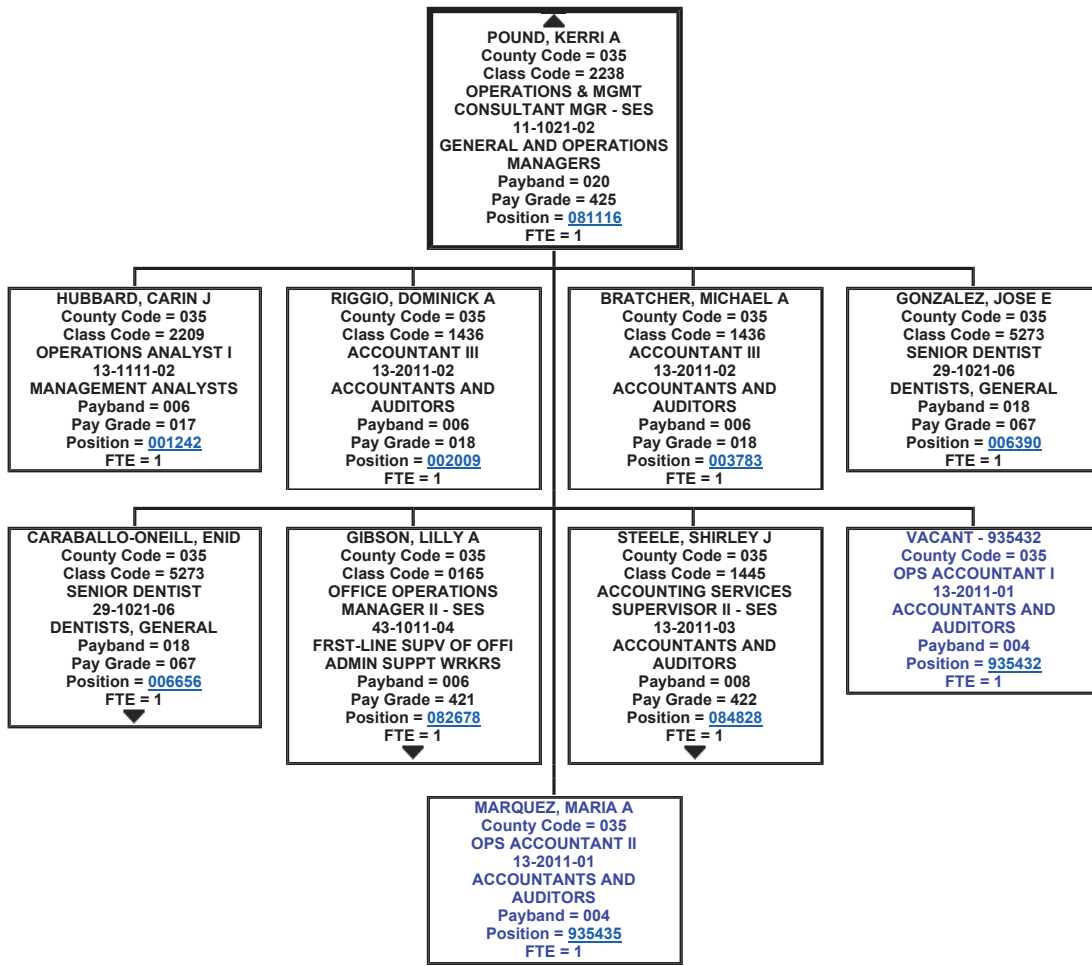 POUND, KERRI A
County Code = 035
Class Code = 2238
OPERATIONS & MGMT
CONSULTANT MGR - SES
11-1021-02
GENERAL AND OPERATIONS
MANAGERS
Payband = 020
Pay Grade = 425
Position = 081116
FTE = 1
HUBBARD, CARIN J
County Code = 035
Class Code = 2209
OPERATIONS ANALYST I
13-1111-02
MANAGEMENT ANALYSTS
Payband = 006
Pay Grade = 017
Position = 001242
FTE = 1
RIGGIO, DOMINICK A
County Code = 035
Class Code = 1436
ACCOUNTANT III
13-2011-02
ACCOUNTANTS AND
AUDITORS
Payband = 006
Pay Grade = 018
Position = 002009
FTE = 1
BRATCHER, MICHAEL A
County Code = 035
Class Code = 1436
ACCOUNTANT III
13-2011-02
ACCOUNTANTS AND
AUDITORS
Payband = 006
Pay Grade = 018
Position = 003783
FTE = 1
GONZALEZ, JOSE E
County Code = 035
Class Code = 5273
SENIOR DENTIST
29-1021-06
DENTISTS, GENERAL
Payband = 018
Pay Grade = 067
Position = 006390
FTE = 1
CARABALLO-ONEILL, ENID
County Code = 035
Class Code = 5273
SENIOR DENTIST
29-1021-06
DENTISTS, GENERAL
Payband = 018
Pay Grade = 067
Position = 006656
FTE = 1
GIBSON, LILLY A
County Code = 035
Class Code = 0165
OFFICE OPERATIONS
MANAGER II - SES
43-1011-04
FRST-LINE SUPV OF OFFI
ADMIN SUPPT WRKRS
Payband = 006
Pay Grade = 421
Position = 082678
FTE = 1
STEELE, SHIRLEY J
County Code = 035
Class Code = 1445
ACCOUNTING SERVICES
SUPERVISOR II - SES
13-2011-03
ACCOUNTANTS AND
AUDITORS
Payband = 008
Pay Grade = 422
Position = 084828
FTE = 1
VACANT - 935432
County Code = 035
OPS ACCOUNTANT I
13-2011-01
ACCOUNTANTS AND
AUDITORS
Payband = 004
Position = 935432
FTE = 1
MARQUEZ, MARIA A
County Code = 035
OPS ACCOUNTANT II
13-2011-01
ACCOUNTANTS AND
AUDITORS
Payband = 004
Position = 935435
FTE = 1